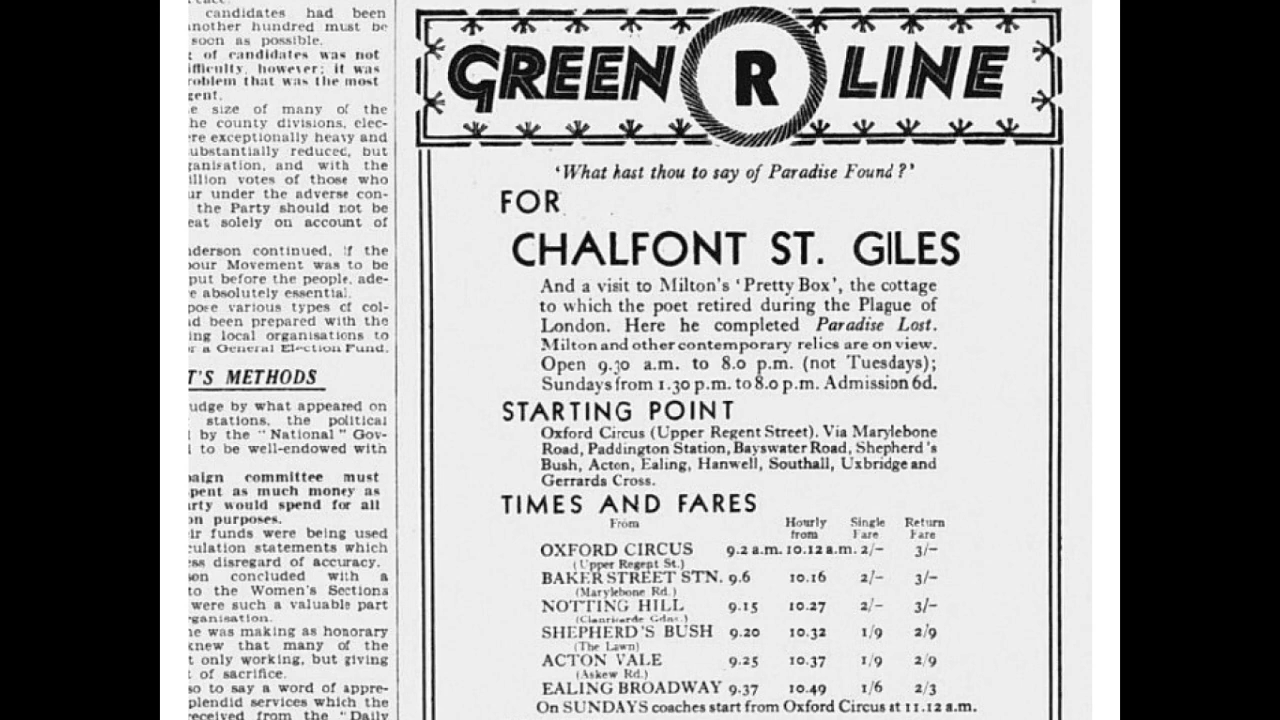 candidates had been
another hundred must be
soon as possible.
of candidates was not
difficulty, however; it was
problem that was the most
size of many of the
county divisions, elec-
exceptionally heavy and
substantially reduced, but
and with the
votes of those who
under the adverse con-
the Party should not be
solely on account of
continued, if the
Movement was to be
put before the people, ade-
absolutely essential.
various types of col-
had been prepared with the
local organisations to
a General Election Fund.
T'S METHODS
judge by what appeared on
stations, the political
by the "National" Gov-
to be well-endowed with
committee must
spent as much money as
would spend for all
purposes.
funds were being used
statements which
disregard of accuracy.
concluded with a
to the Women's Sections
were such a valuable part
he was making as honorary
knew that many of the
only working, but giving
of sacrifice.
to say a word of appre-
splendid services which the
received from the "Daily
GREEN R LINE
'What hast thou to say of Paradise Found?'
FOR
CHALFONT ST. GILES
And a visit to Milton's 'Pretty Box', the cottage
to which the poet retired during the Plague of
London. Here he completed Paradise Lost.
Milton and other contemporary relics are on view.
Open 9.30 a.m. to 8.0 p.m. (not Tuesdays);
Sundays from 1.30 p.m. to 8.0 p.m. Admission 6d.
STARTING POINT
Oxford Circus (Upper Regent Street). Via Marylebone
Road, Paddington Station, Bayswater Road, Shepherd's
Bush, Acton, Ealing, Hanwell, Southall, Uxbridge and
Gerrards Cross.
TIMES AND FARES
From Hourly from Single Fare Return Fare
OXFORD CIRCUS 9.2 a.m. 10.12 a.m. 2/- 3/-
(Upper Regent St.)
BAKER STREET STN. 9.6 10.16 2/- 3/-
(Marylebone Rd.)
NOTTING HILL 9.15 10.27 2/- 3/-
(Clanricarde Gdns.)
SHEPHERD'S BUSH 9.20 10.32 1/9 2/9
(The Lawn)
ACTON VALE 9.25 10.37 1/9 2/9
(Askew Rd.)
EALING BROADWAY 9.37 10.49 1/6 2/3
On SUNDAYS coaches start from Oxford Circus at 11.12 a.m.